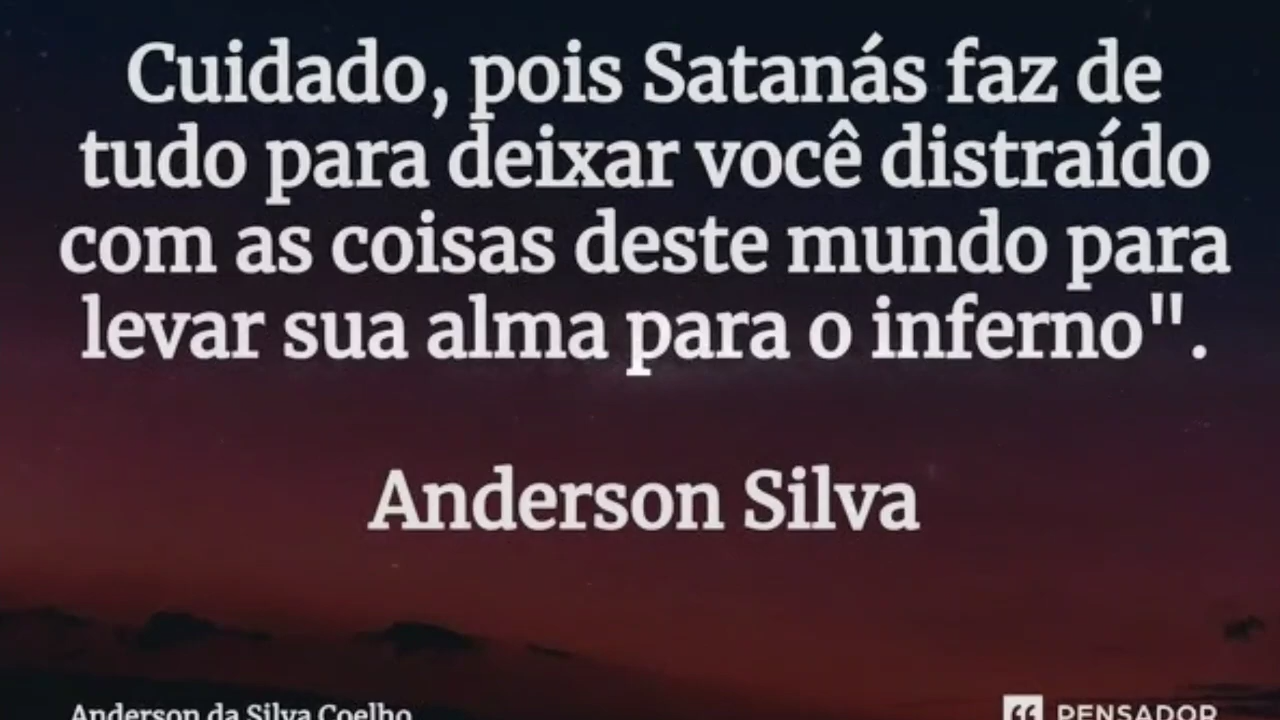 Cuidado, pois Satanás faz de
tudo para deixar você distraído
com as coisas deste mundo para
levar sua alma para o inferno".
Anderson Silva
Anderson da Silva Coelho
PENSADOR